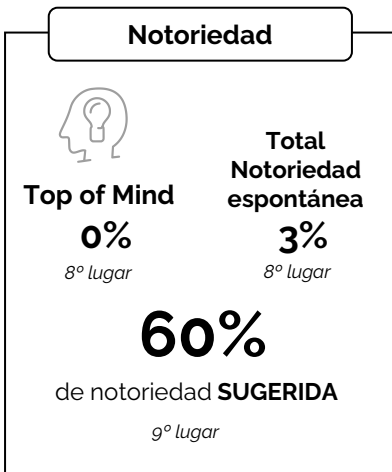 Notoriedad
Top of Mind
0%
8º lugar
Total
Notoriedad
espontánea
3%
8º lugar
60%
de notoriedad SUGERIDA
9º lugar